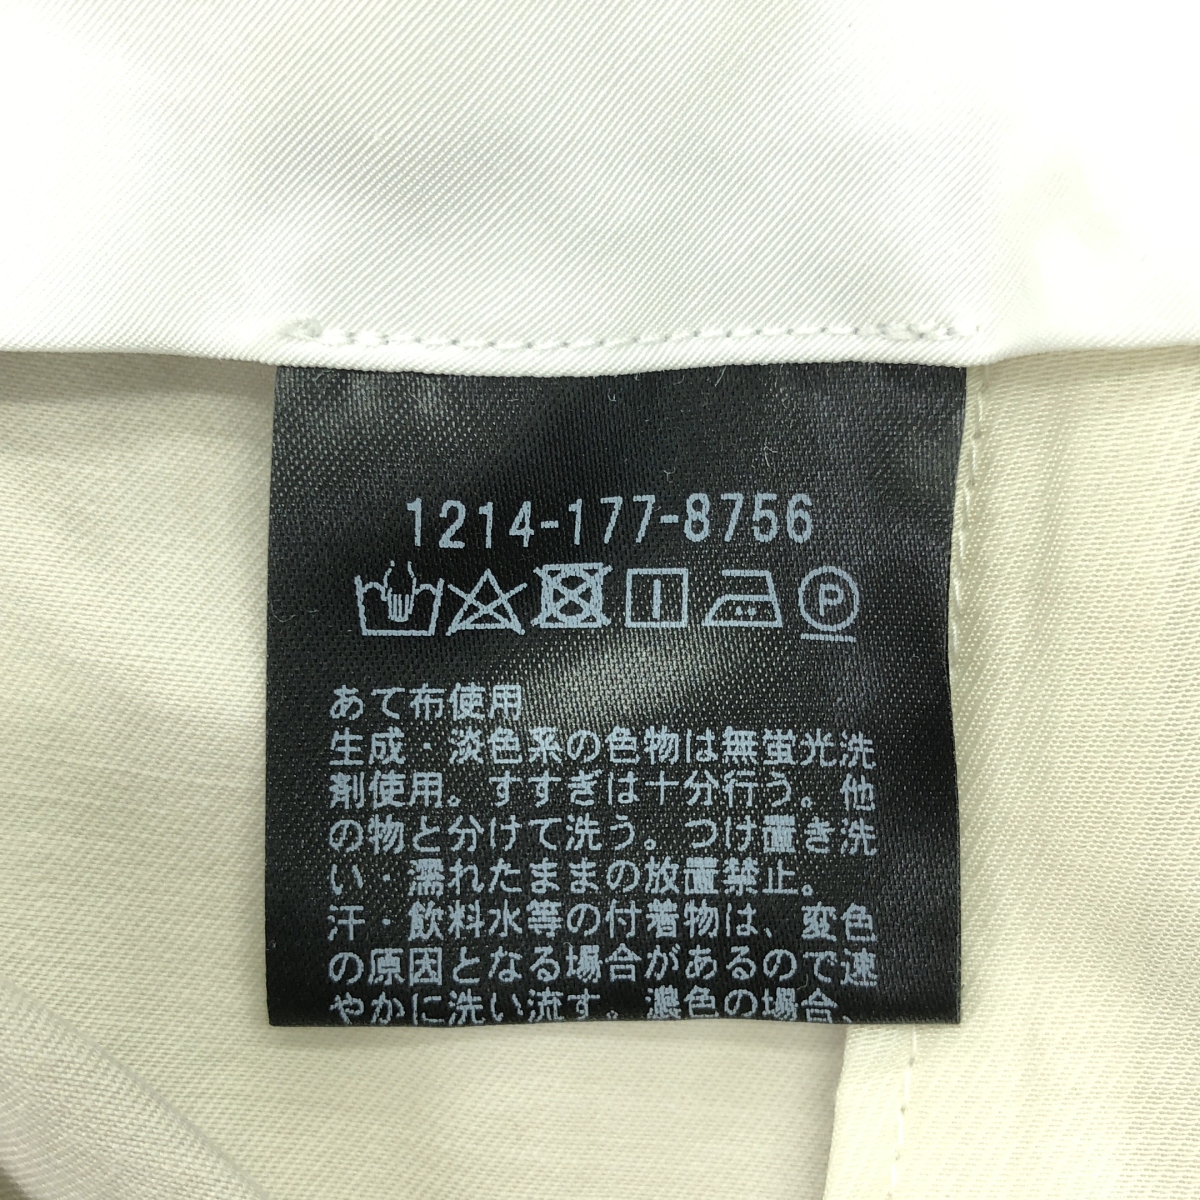 1214-177-8756
P
あて布使用
生成・淡色系の色物は無蛍光洗
剤使用。すすぎは十分行う。他
の物と分けて洗う。つけ置き洗
い・濡れたままの放置禁止。
汗・飲料水等の付着物は、変色
の原因となる場合があるので速
やかに洗い流す。濃色の場合、